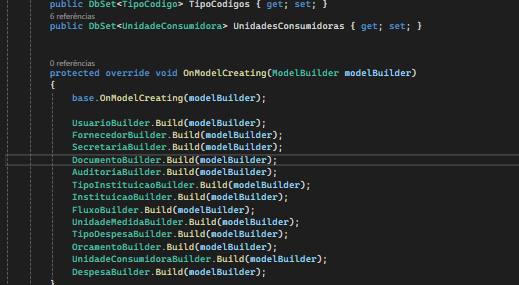 public DbSet<TipoCodigo> TipoCodigos { get; set; }
6 referências
public DbSet<UnidadeConsumidora> UnidadesConsumidoras { get; set; }
0 referências
protected override void OnModelCreating(ModelBuilder modelBuilder)
{
base.OnModelCreating(modelBuilder);
UsuarioBuilder.Build(modelBuilder);
FornecedorBuilder.Build(modelBuilder);
SecretariaBuilder.Build(modelBuilder);
DocumentoBuilder.Build(modelBuilder);
AuditoriaBuilder.Build(modelBuilder);
TipoInstituicaoBuilder.Build(modelBuilder);
InstituicaoBuilder.Build(modelBuilder);
FluxoBuilder.Build(modelBuilder);
UnidadeMedidaBuilder.Build(modelBuilder);
TipoDespesaBuilder.Build(modelBuilder);
OrcamentoBuilder.Build(modelBuilder);
UnidadeConsumidoraBuilder.Build(modelBuilder);
DespesaBuilder.Build(modelBuilder);
}